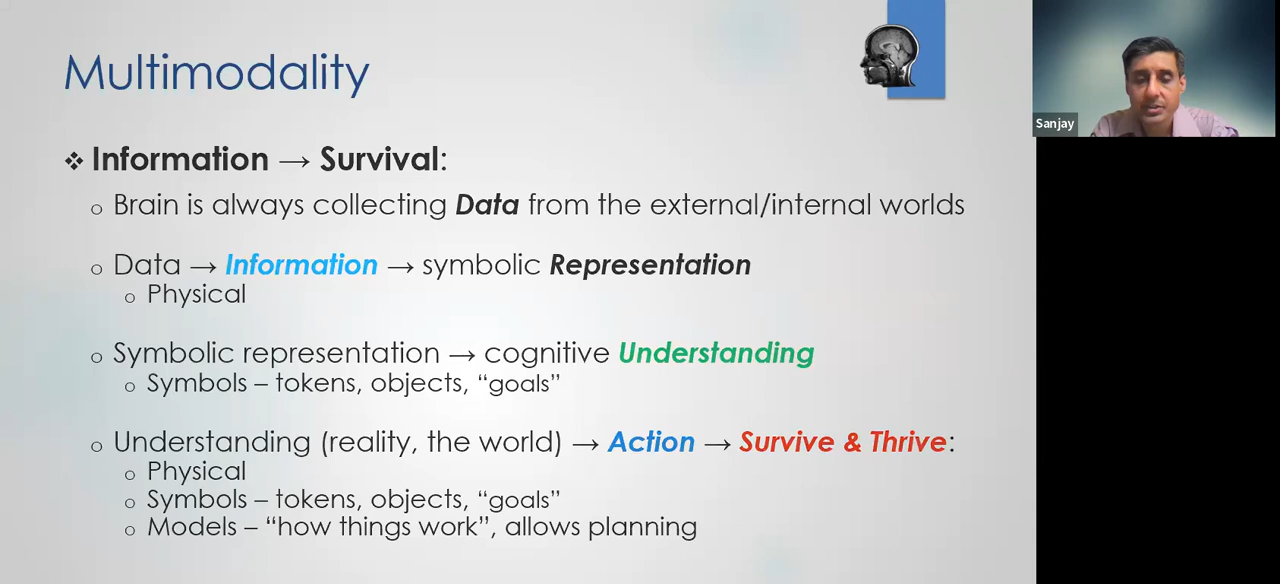 Multimodality
Sanjay
❖ Information → Survival:
o Brain is always collecting Data from the external/internal worlds
o Data → Information → symbolic Representation
o Physical
o Symbolic representation → cognitive Understanding
o Symbols – tokens, objects, “goals”
o Understanding (reality, the world) → Action → Survive & Thrive:
o Physical
o Symbols – tokens, objects, “goals”
o Models – “how things work”, allows planning